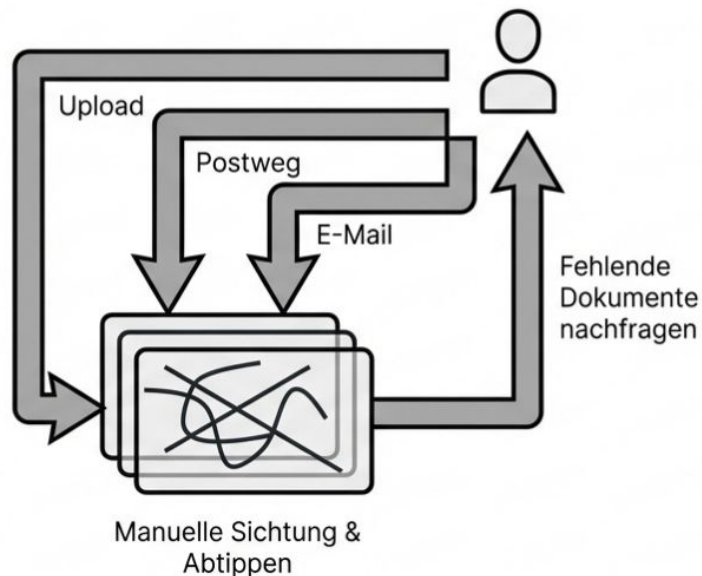 Upload
Postweg
E-Mail
Fehlende
Dokumente
nachfragen
Manuelle Sichtung &
Abtippen